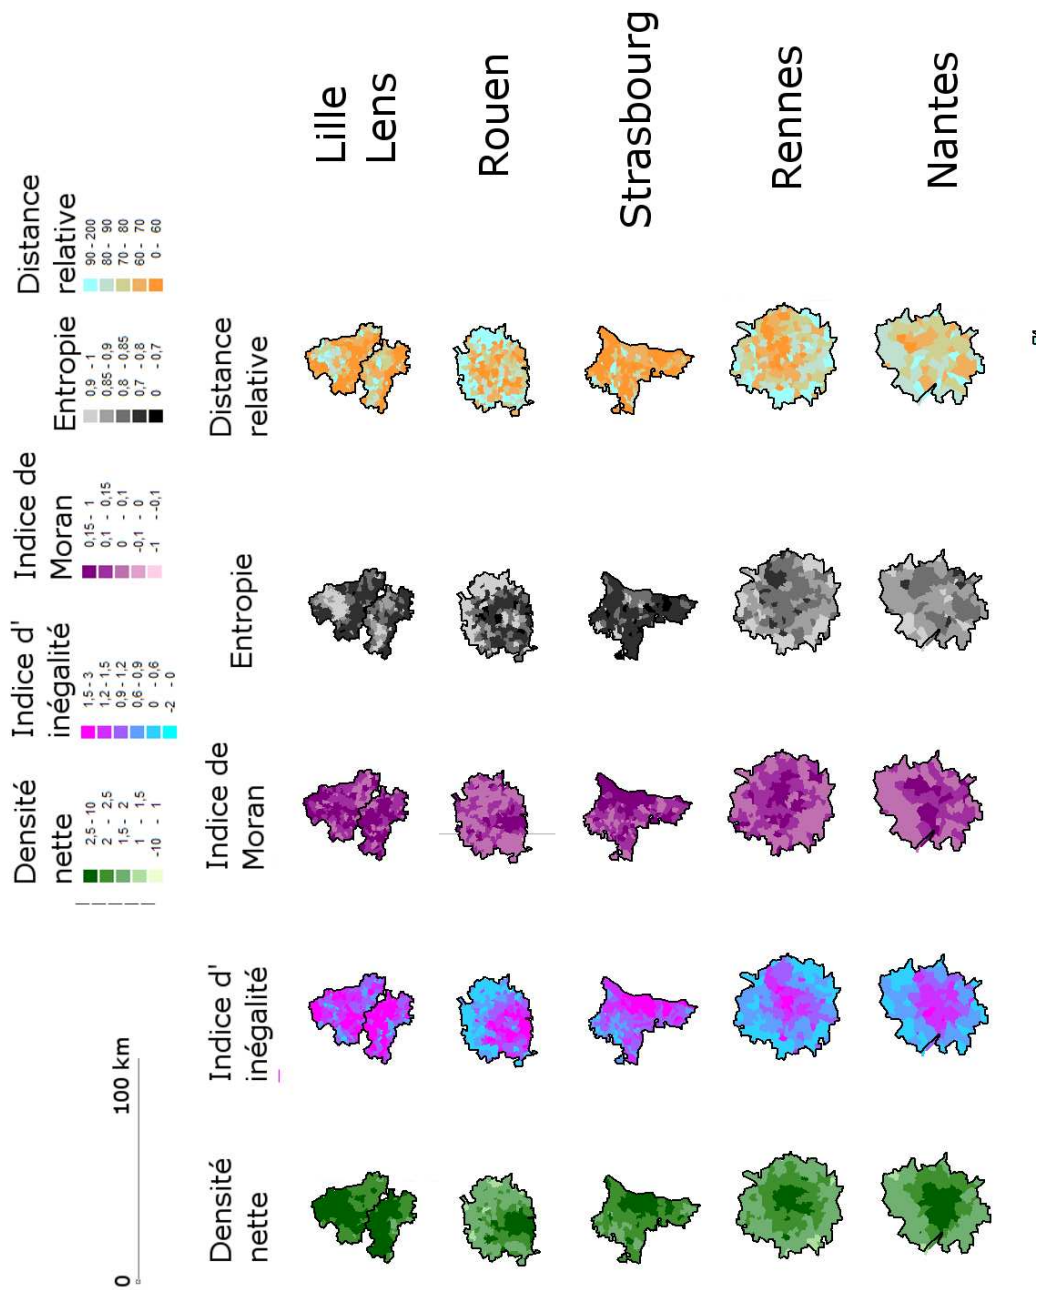 Densité
nette
2,5 - 10
2 - 2,5
1,5 - 2
1 - 1,5
-10 - 1
Indice d'
inégalité
1,5 - 3
1,2 - 1,5
0,9 - 1,2
0,6 - 0,9
0 - 0,6
-2 - 0
Indice de
Moran
0,15 - 1
0,1 - 0,15
0 - 0,1
-0,1 - 0
-1 - -0,1
Entropie
0,9 - 1
0,85 - 0,9
0,8 - 0,85
0,7 - 0,8
0 - 0,7
Distance
relative
90 - 200
80 - 90
70 - 80
60 - 70
0 - 60
0 100 km
Densité
nette
Indice d'
inégalité
Indice de
Moran
Entropie
Distance
relative
Lille
Lens
Rouen
Strasbourg
Rennes
Nantes